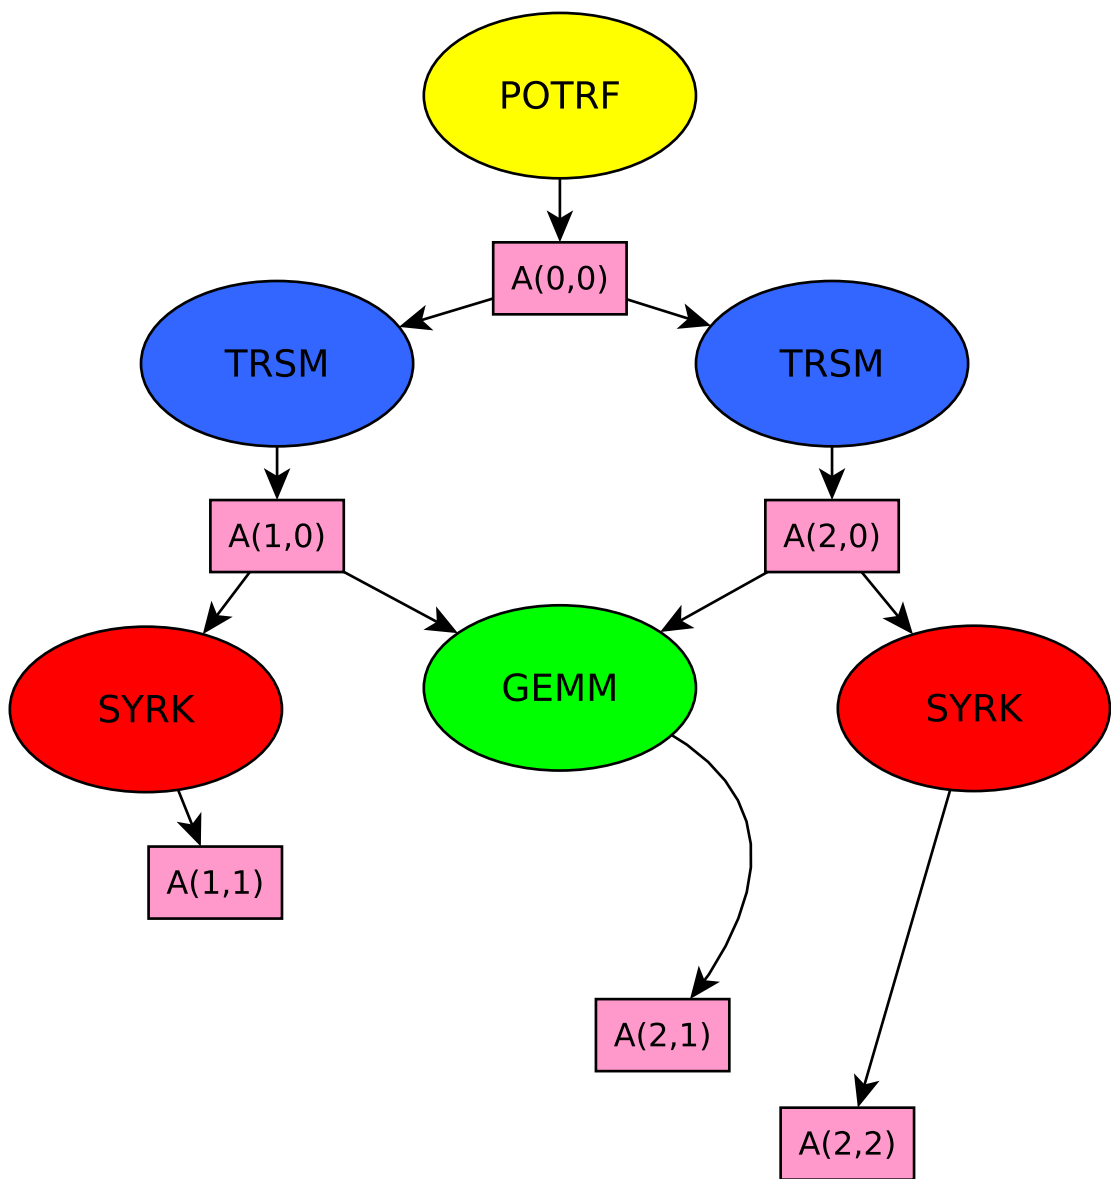 POTRF
A(0,0)
TRSM
TRSM
A(1,0)
A(2,0)
SYRK
GEMM
SYRK
A(1,1)
A(2,1)
A(2,2)